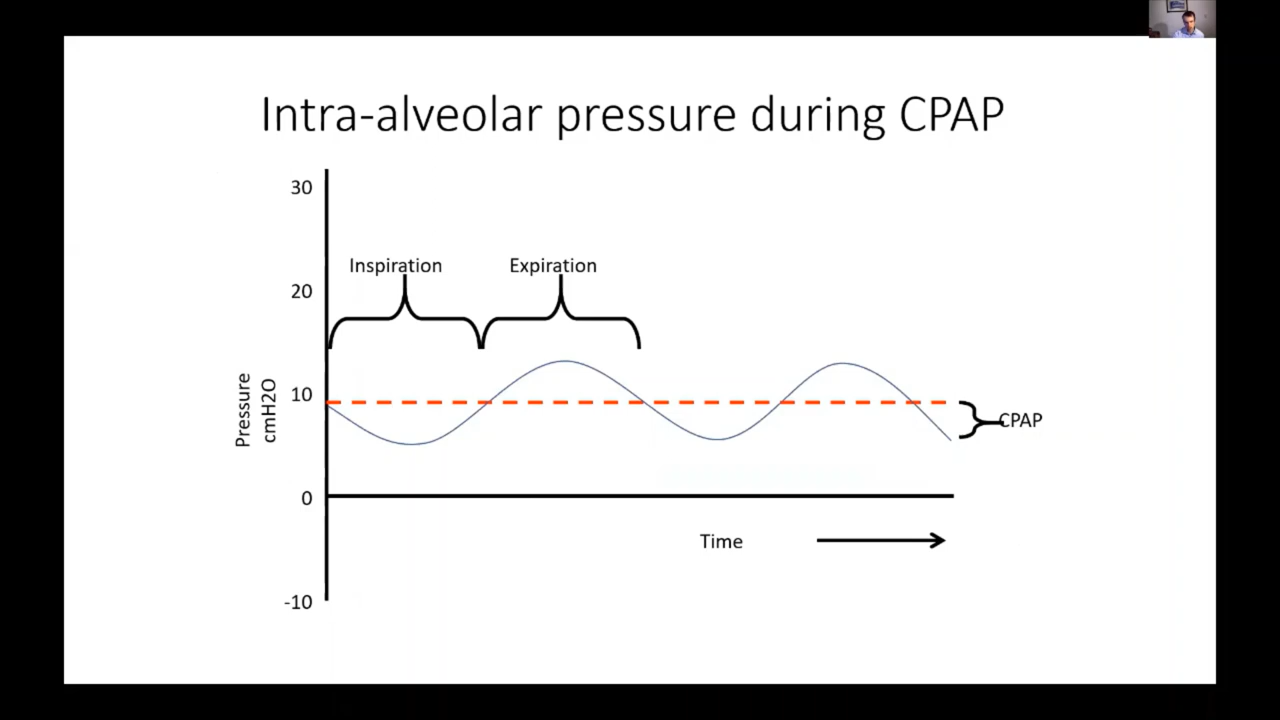 Intra-alveolar pressure during CPAP
30
Inspiration
Expiration
20
10
Pressure
cmH2O
CPAP
0
Time
-10